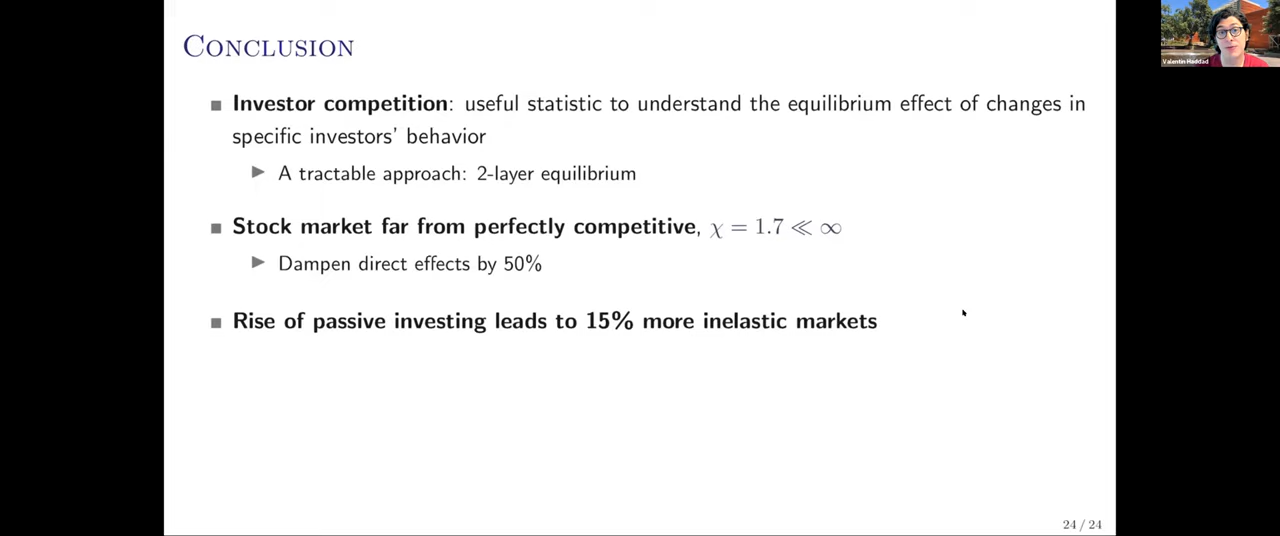 Conclusion
Valentin Haddad
Investor competition: useful statistic to understand the equilibrium effect of changes in
specific investors' behavior
A tractable approach: 2-layer equilibrium
Stock market far from perfectly competitive, χ = 1.7 ≪ ∞
Dampen direct effects by 50%
Rise of passive investing leads to 15% more inelastic markets
24 / 24